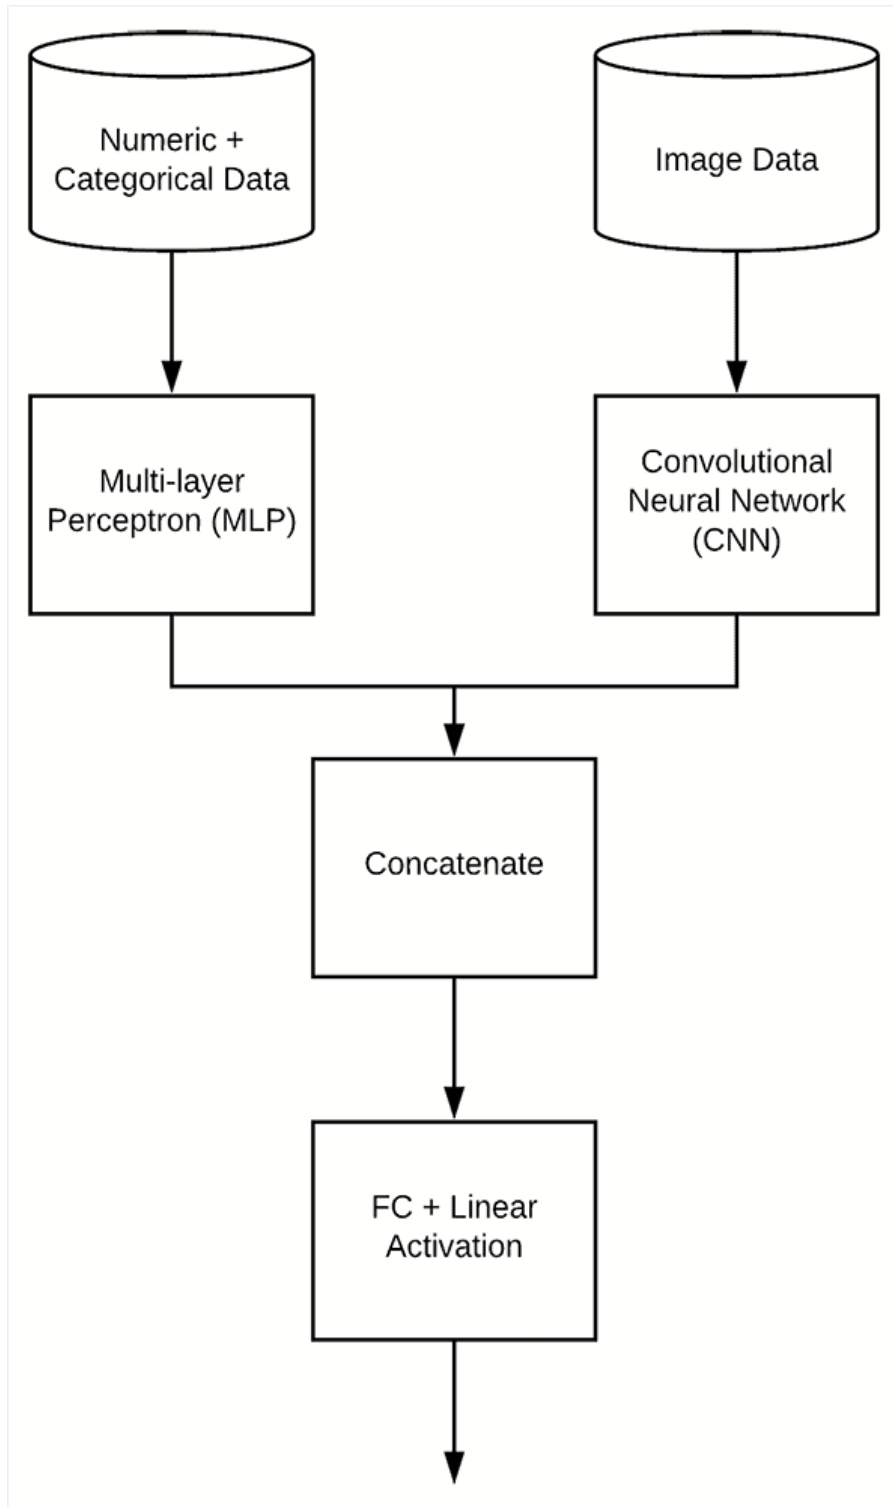 Numeric +
Categorical Data
Image Data
Multi-layer
Perceptron (MLP)
Convolutional
Neural Network
(CNN)
Concatenate
FC + Linear
Activation